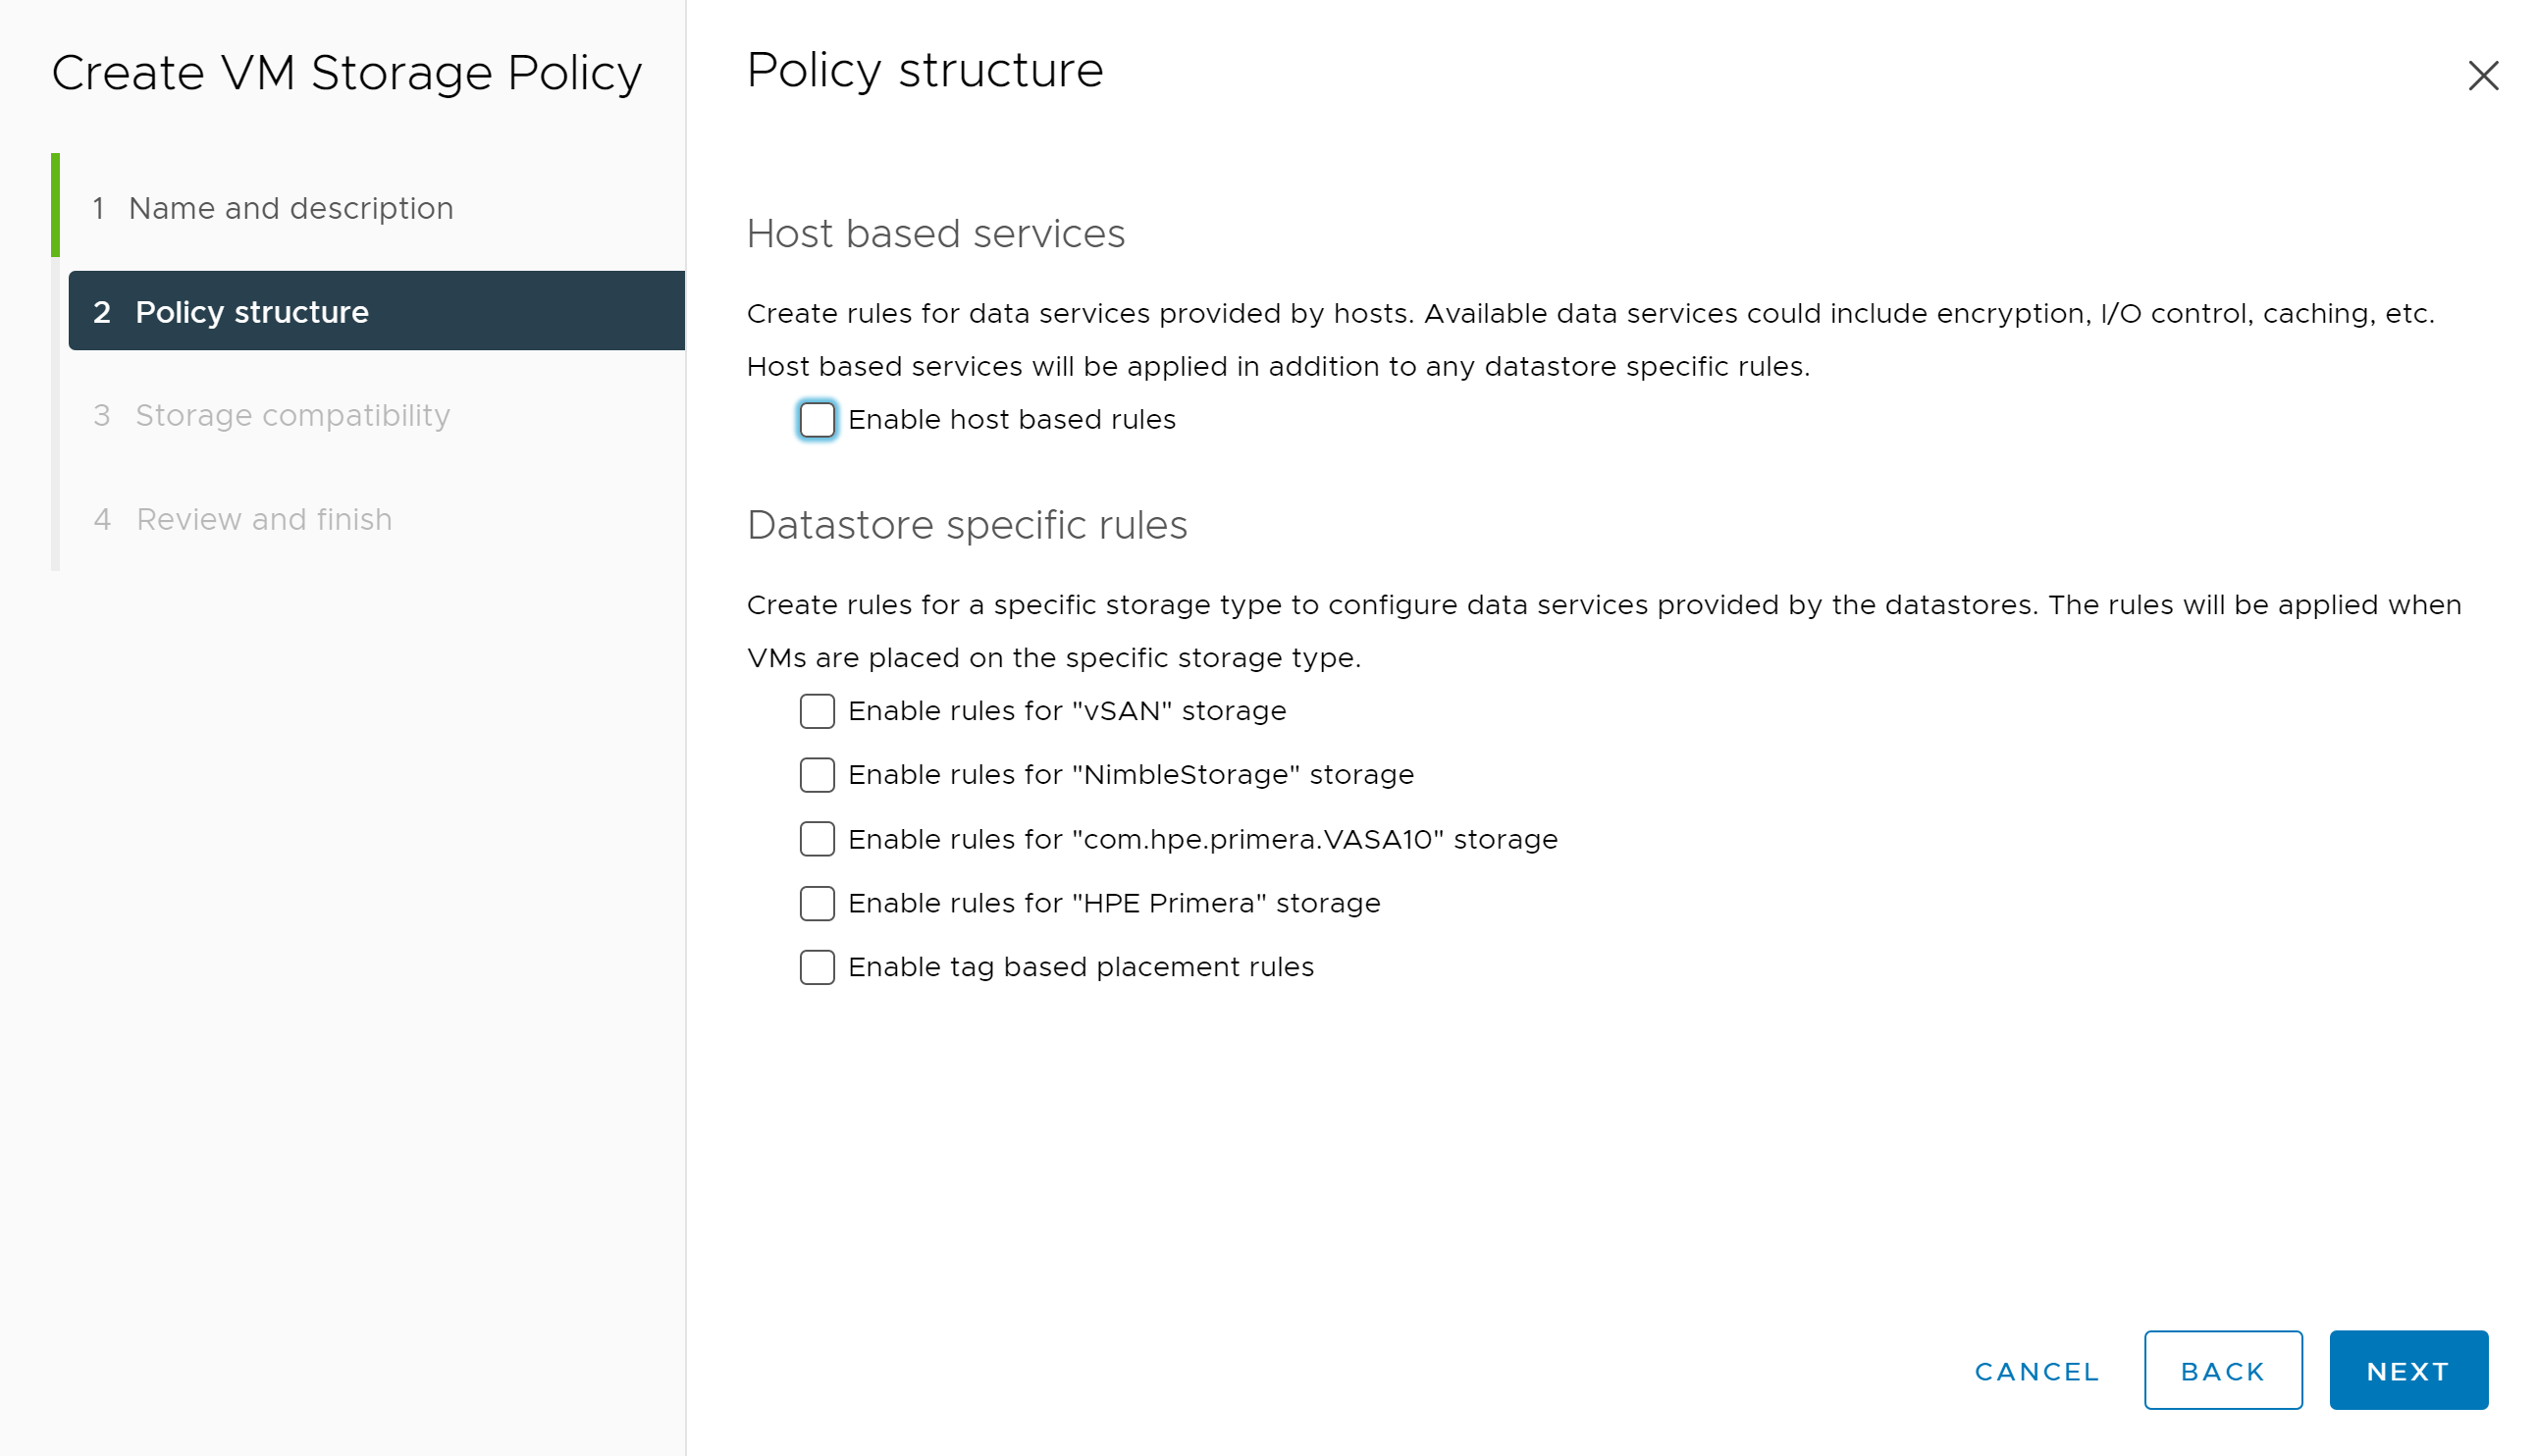 Create VM Storage Policy
1 Name and description
2 Policy structure
3 Storage compatibility
4 Review and finish
Policy structure
Host based services
Create rules for data services provided by hosts. Available data services could include encryption, I/O control, caching, etc.
Host based services will be applied in addition to any datastore specific rules.
Enable host based rules
Datastore specific rules
Create rules for a specific storage type to configure data services provided by the datastores. The rules will be applied when
VMs are placed on the specific storage type.
Enable rules for "vSAN" storage
Enable rules for "NimbleStorage" storage
Enable rules for "com.hpe.primera.VASA10" storage
Enable rules for "HPE Primera" storage
Enable tag based placement rules
CANCEL
BACK
NEXT